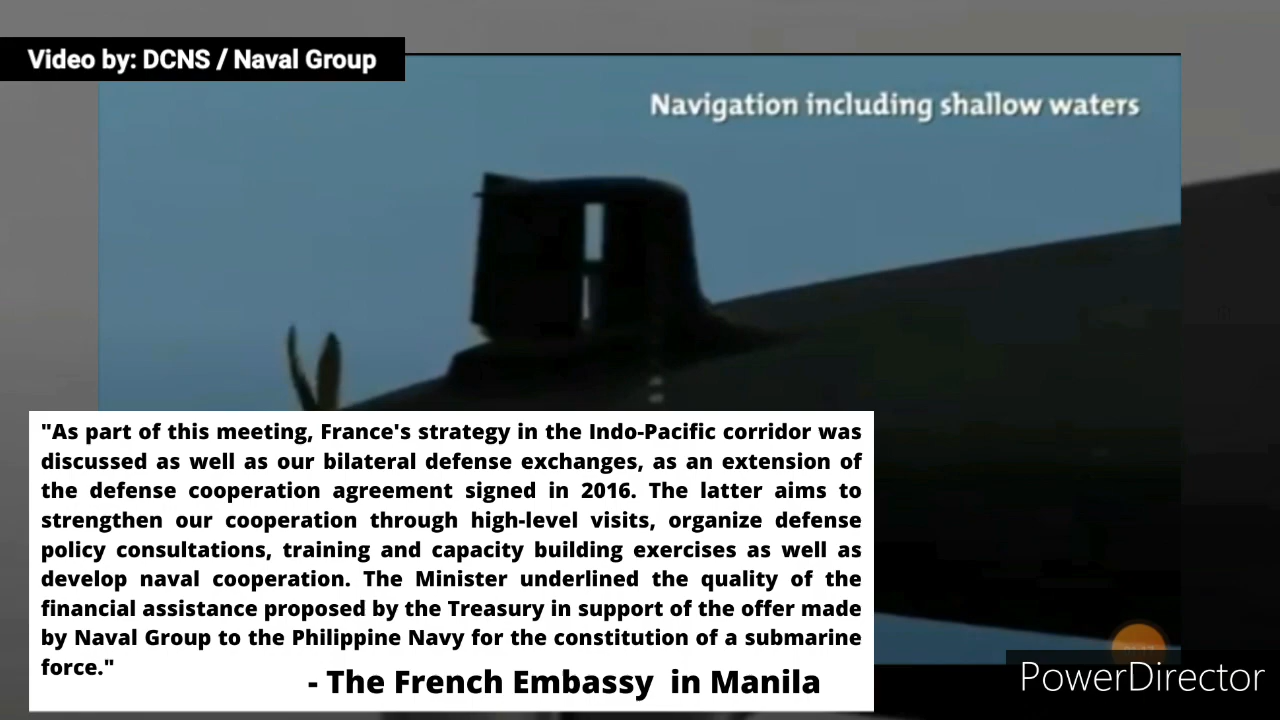 Video by: DCNS / Naval Group
Navigation including shallow waters
"As part of this meeting, France's strategy in the Indo-Pacific corridor was
discussed as well as our bilateral defense exchanges, as an extension of
the defense cooperation agreement signed in 2016. The latter aims to
strengthen our cooperation through high-level visits, organize defense
policy consultations, training and capacity building exercises as well as
develop naval cooperation. The Minister underlined the quality of the
financial assistance proposed by the Treasury in support of the offer made
by Naval Group to the Philippine Navy for the constitution of a submarine
force."
- The French Embassy in Manila
PowerDirector